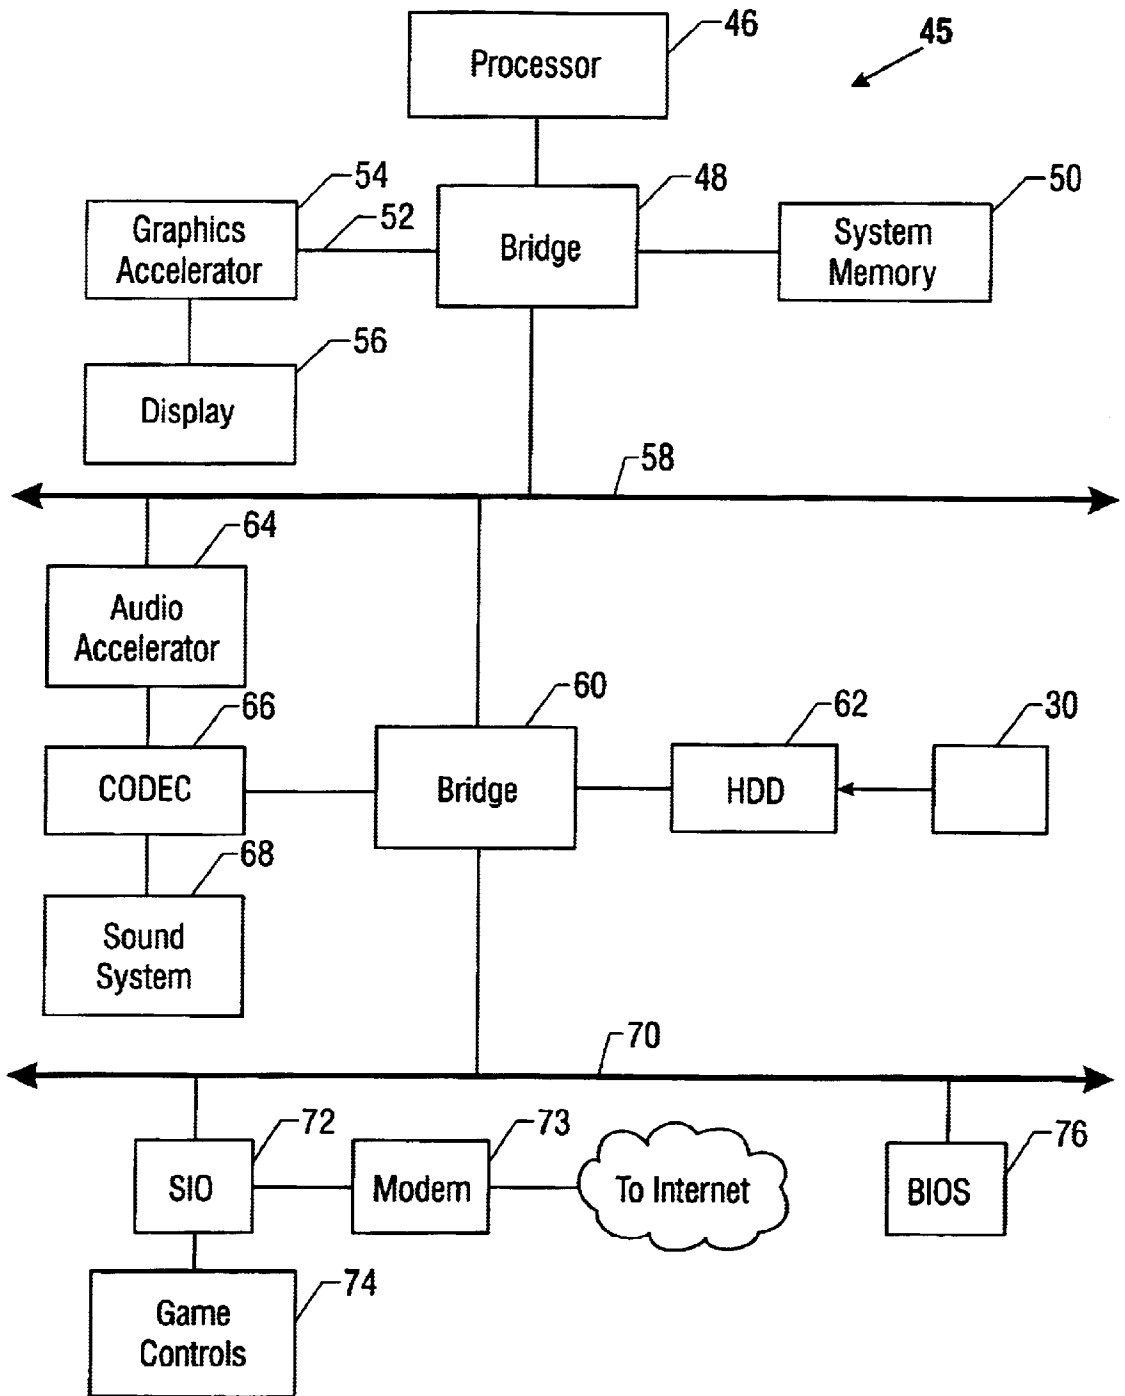 46
45
Processor
54
48
50
52
Graphics
Accelerator
Bridge
System
Memory
56
Display
58
64
Audio
Accelerator
60
62
30
66
CODEC
Bridge
HDD
68
Sound
System
70
72
73
76
SIO
Modem
To Internet
BIOS
74
Game
Controls